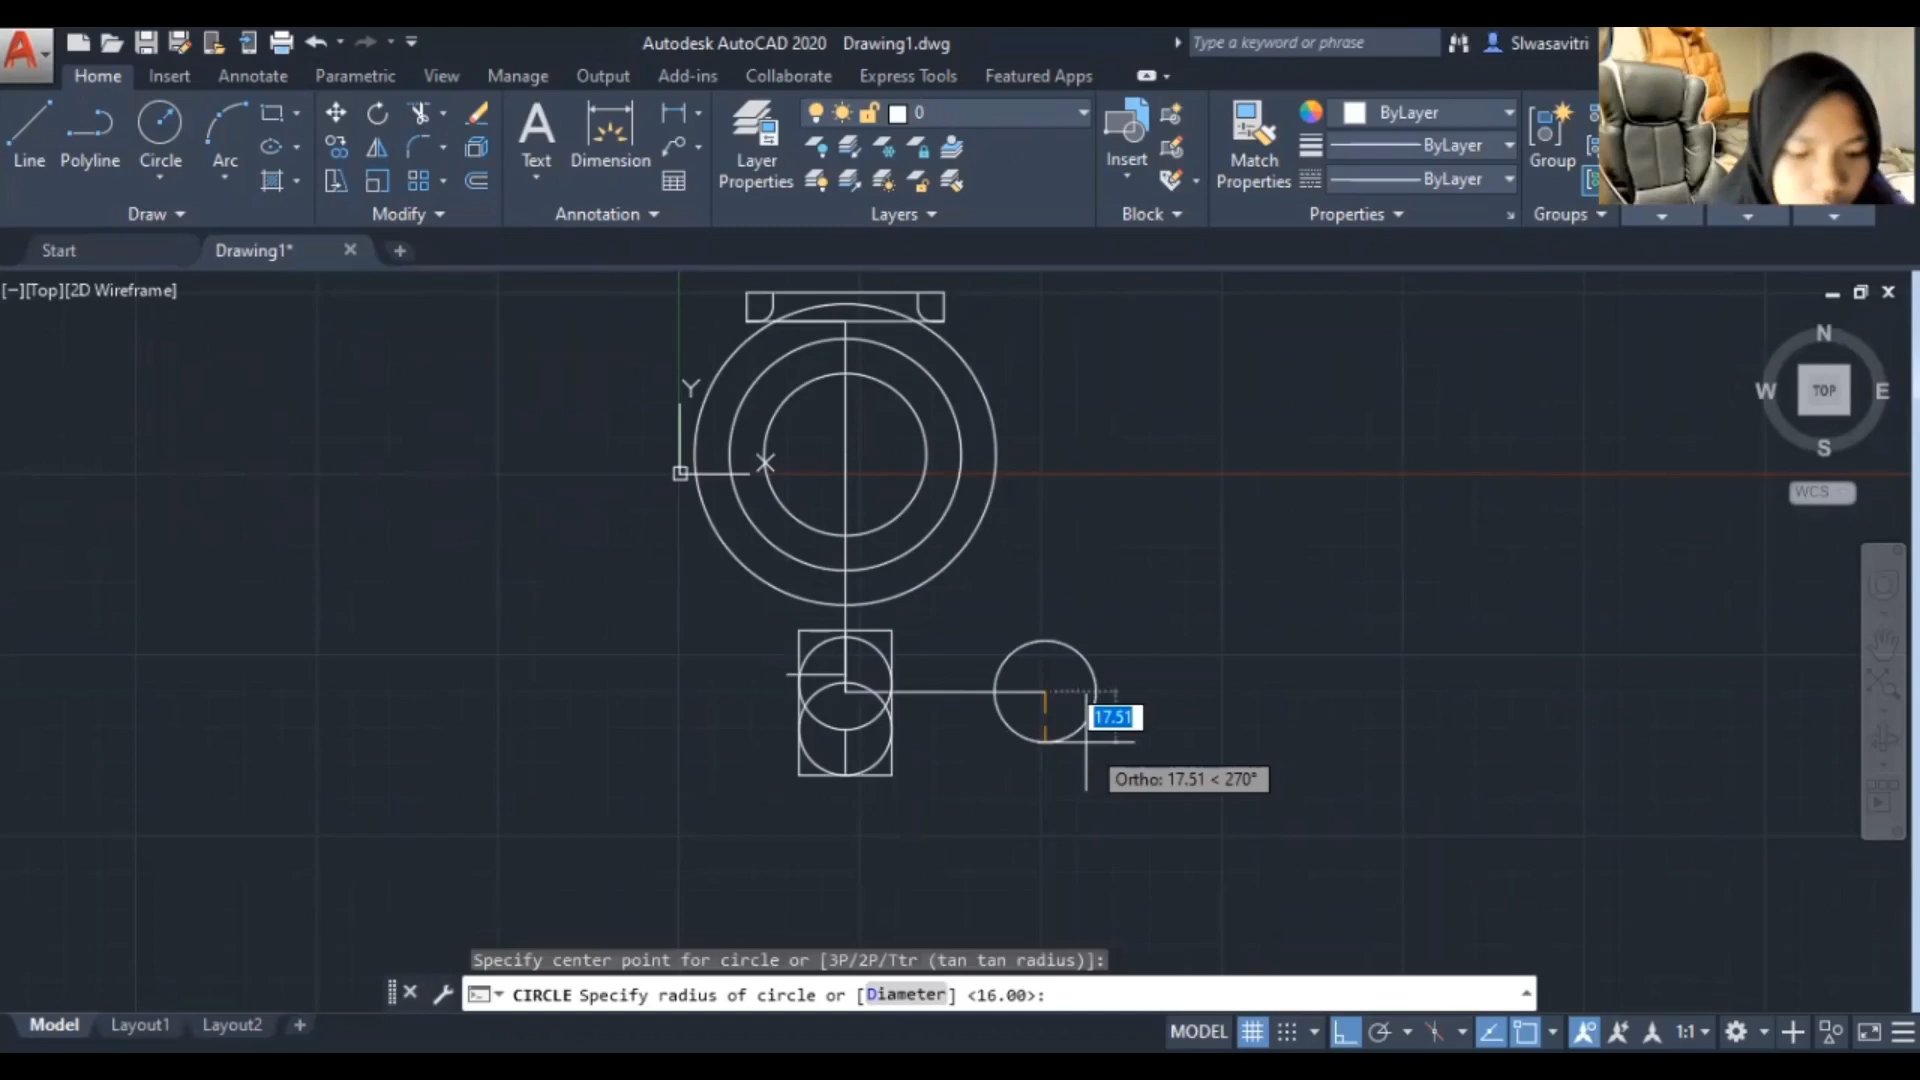 A
Autodesk AutoCAD 2020 Drawing1.dwg
Type a keyword or phrase
Slwasavitri
Home Insert Annotate Parametric View Manage Output Add-ins Collaborate Express Tools Featured Apps
0
ByLayer
ByLayer
ByLayer
Line Polyline Circle Arc
A
Text Dimension
Layer
Properties
Insert
Match
Properties
Group
Draw Modify Annotation Layers Block Properties Groups
Start Drawing1* +
[−][Top][2D Wireframe]
N
W TOP E
S
WCS
Y
17.51
Ortho: 17.51 < 270°
Specify center point for circle or [3P/2P/Ttr (tan tan radius)]:
CIRCLE Specify radius of circle or [Diameter] <16.00>:
Model Layout1 Layout2 +
MODEL 1:1